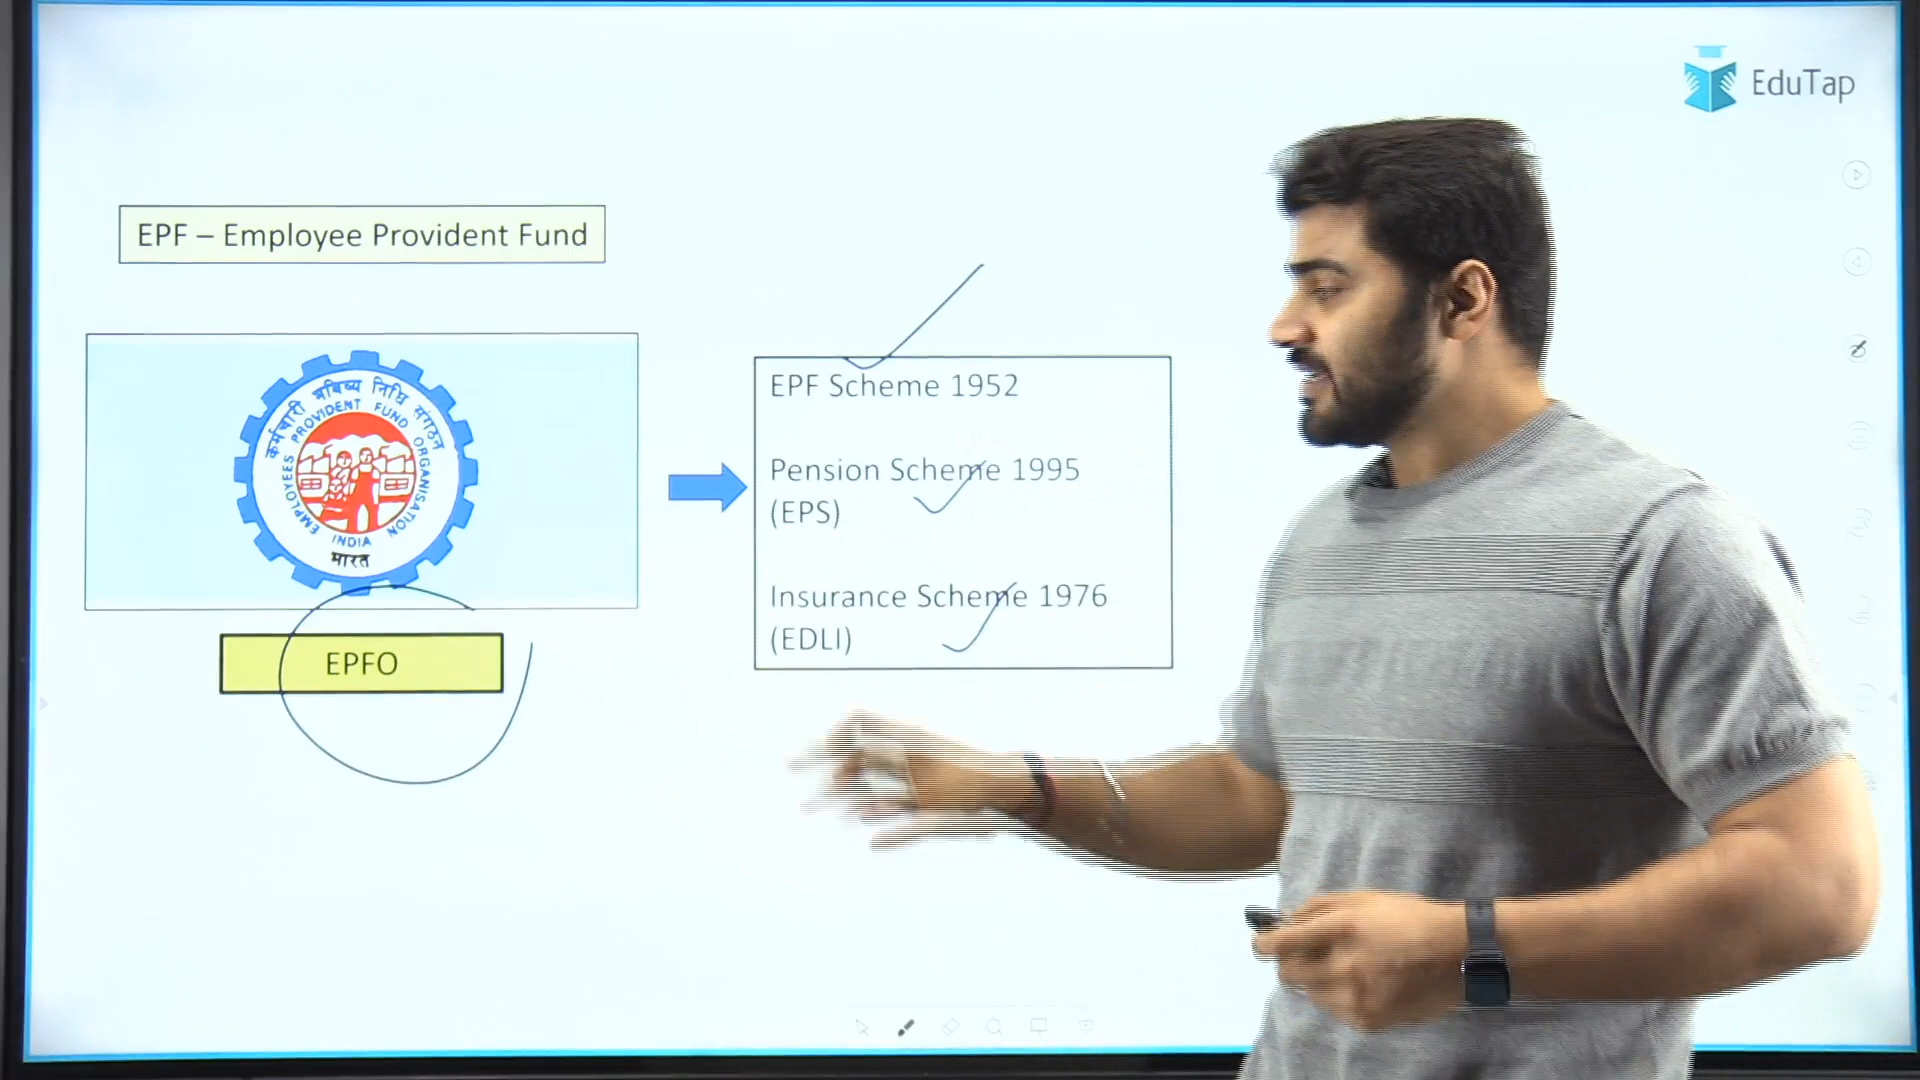 EduTap
EPF – Employee Provident Fund
कर्मचारी भविष्य निधि संगठन
EMPLOYEES PROVIDENT FUND ORGANISATION
INDIA
भारत
EPFO
EPF Scheme 1952
Pension Scheme 1995
(EPS)
Insurance Scheme 1976
(EDLI)